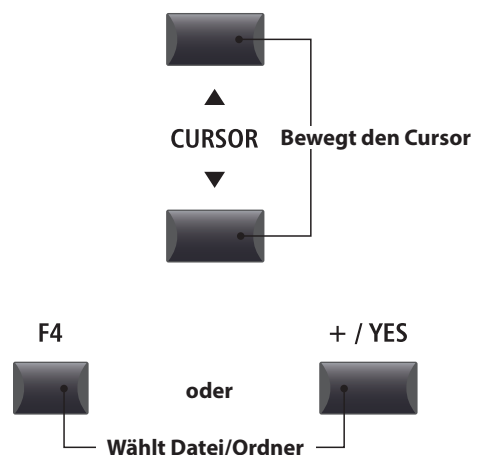 ▲
CURSOR Bewegt den Cursor
▼
F4 + / YES
oder
Wählt Datei/Ordner